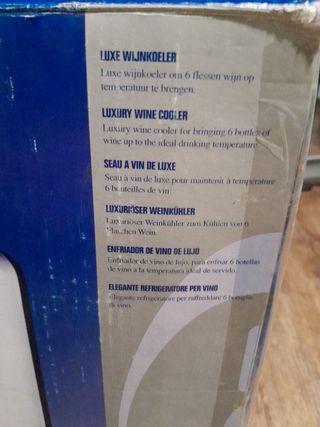 LUXE WIJNKOELER
Luxe wijnkoeler om 6 flessen wijn op
temperatuur te brengen.
LUXURY WINE COOLER
Luxury wine cooler for bringing 6 bottles of
wine up to the ideal drinking temperature.
SEAU A VIN DE LUXE
Seau à vin de luxe pour maintenir à température
6 bouteilles de vin.
LUXURIÖSER WEINKÜHLER
Luxuriöser Weinkühler zum Kühlen von 6
Flaschen Wein.
ENFRIADOR DE VINO DE LUJO
Enfriador de vino de lujo, para enfriar 6 botellas
de vino a la temperatura ideal de servido.
ELEGANTE REFRIGERATORE PER VINO
Elegante refrigeratore per raffreddare 6 bottiglie
di vino.